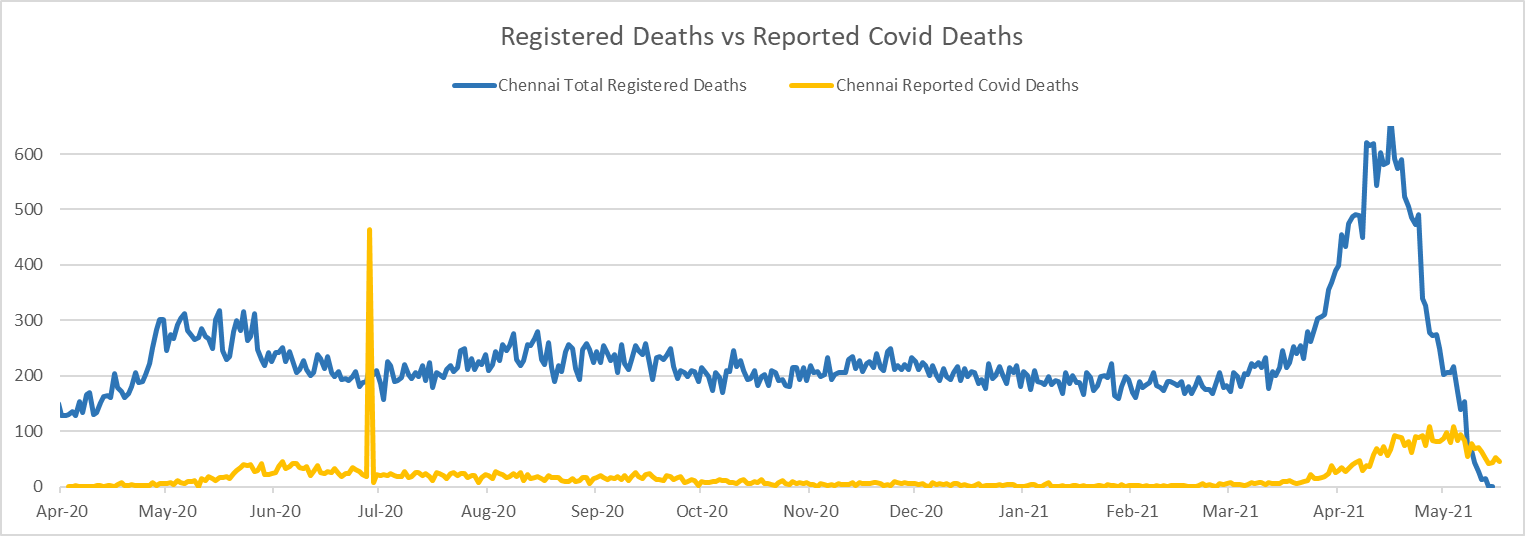 Registered Deaths vs Reported Covid Deaths
Chennai Total Registered Deaths Chennai Reported Covid Deaths
600
500
400
300
200
100
0
Apr-20 May-20 Jun-20 Jul-20 Aug-20 Sep-20 Oct-20 Nov-20 Dec-20 Jan-21 Feb-21 Mar-21 Apr-21 May-21